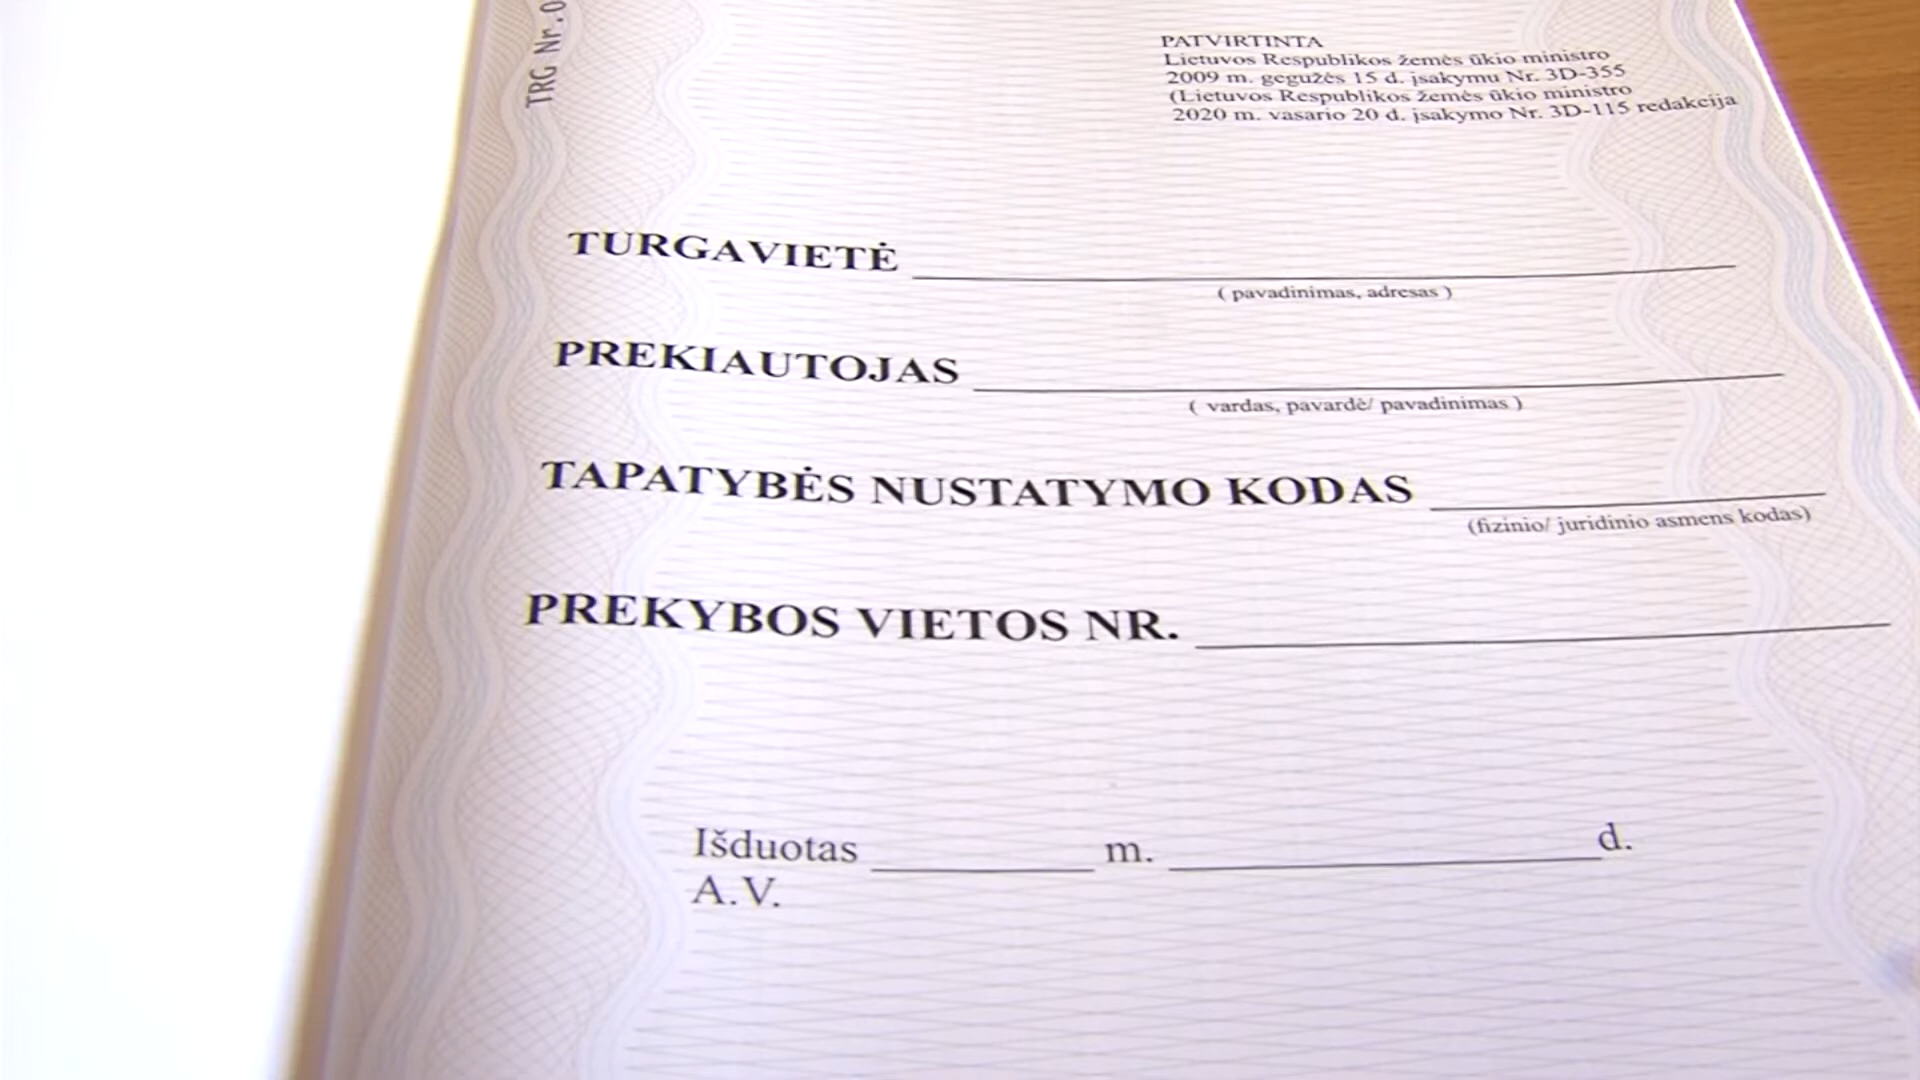 TRG Nr.0
PATVIRTINTA
Lietuvos Respublikos žemės ūkio ministro
2009 m. gegužės 15 d. įsakymu Nr. 3D-355
(Lietuvos Respublikos žemės ūkio ministro
2020 m. vasario 20 d. įsakymo Nr. 3D-115 redakcija
TURGAVIETĖ
( pavadinimas, adresas )
PREKIAUTOJAS
( vardas, pavardė/ pavadinimas )
TAPATYBĖS NUSTATYMO KODAS
(fizinio/ juridinio asmens kodas)
PREKYBOS VIETOS NR.
Išduotas m. d.
A.V.